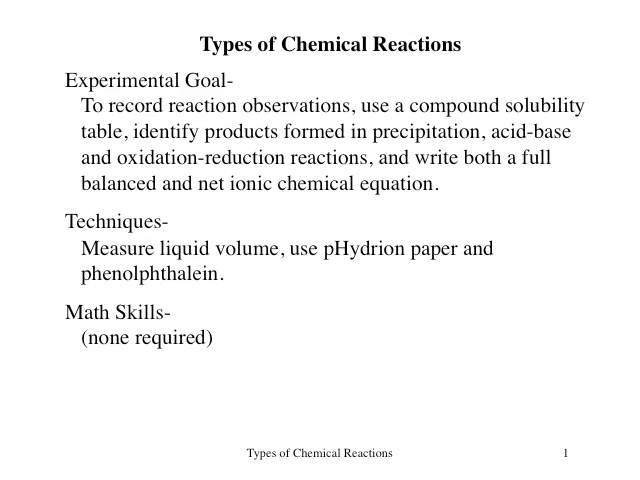 Types of Chemical Reactions
Experimental Goal-
To record reaction observations, use a compound solubility
table, identify products formed in precipitation, acid-base
and oxidation-reduction reactions, and write both a full
balanced and net ionic chemical equation.
Techniques-
Measure liquid volume, use pHydrion paper and
phenolphthalein.
Math Skills-
(none required)
Types of Chemical Reactions 1